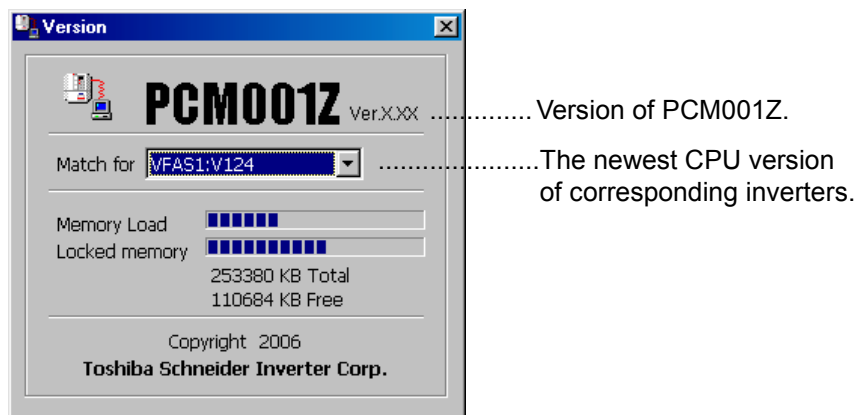 Version
PCM001Z Ver.X.XX .............. Version of PCM001Z.
Match for VFAS1:V124 ......................The newest CPU version
of corresponding inverters.
Memory Load
Locked memory
253380 KB Total
110684 KB Free
Copyright 2006
Toshiba Schneider Inverter Corp.